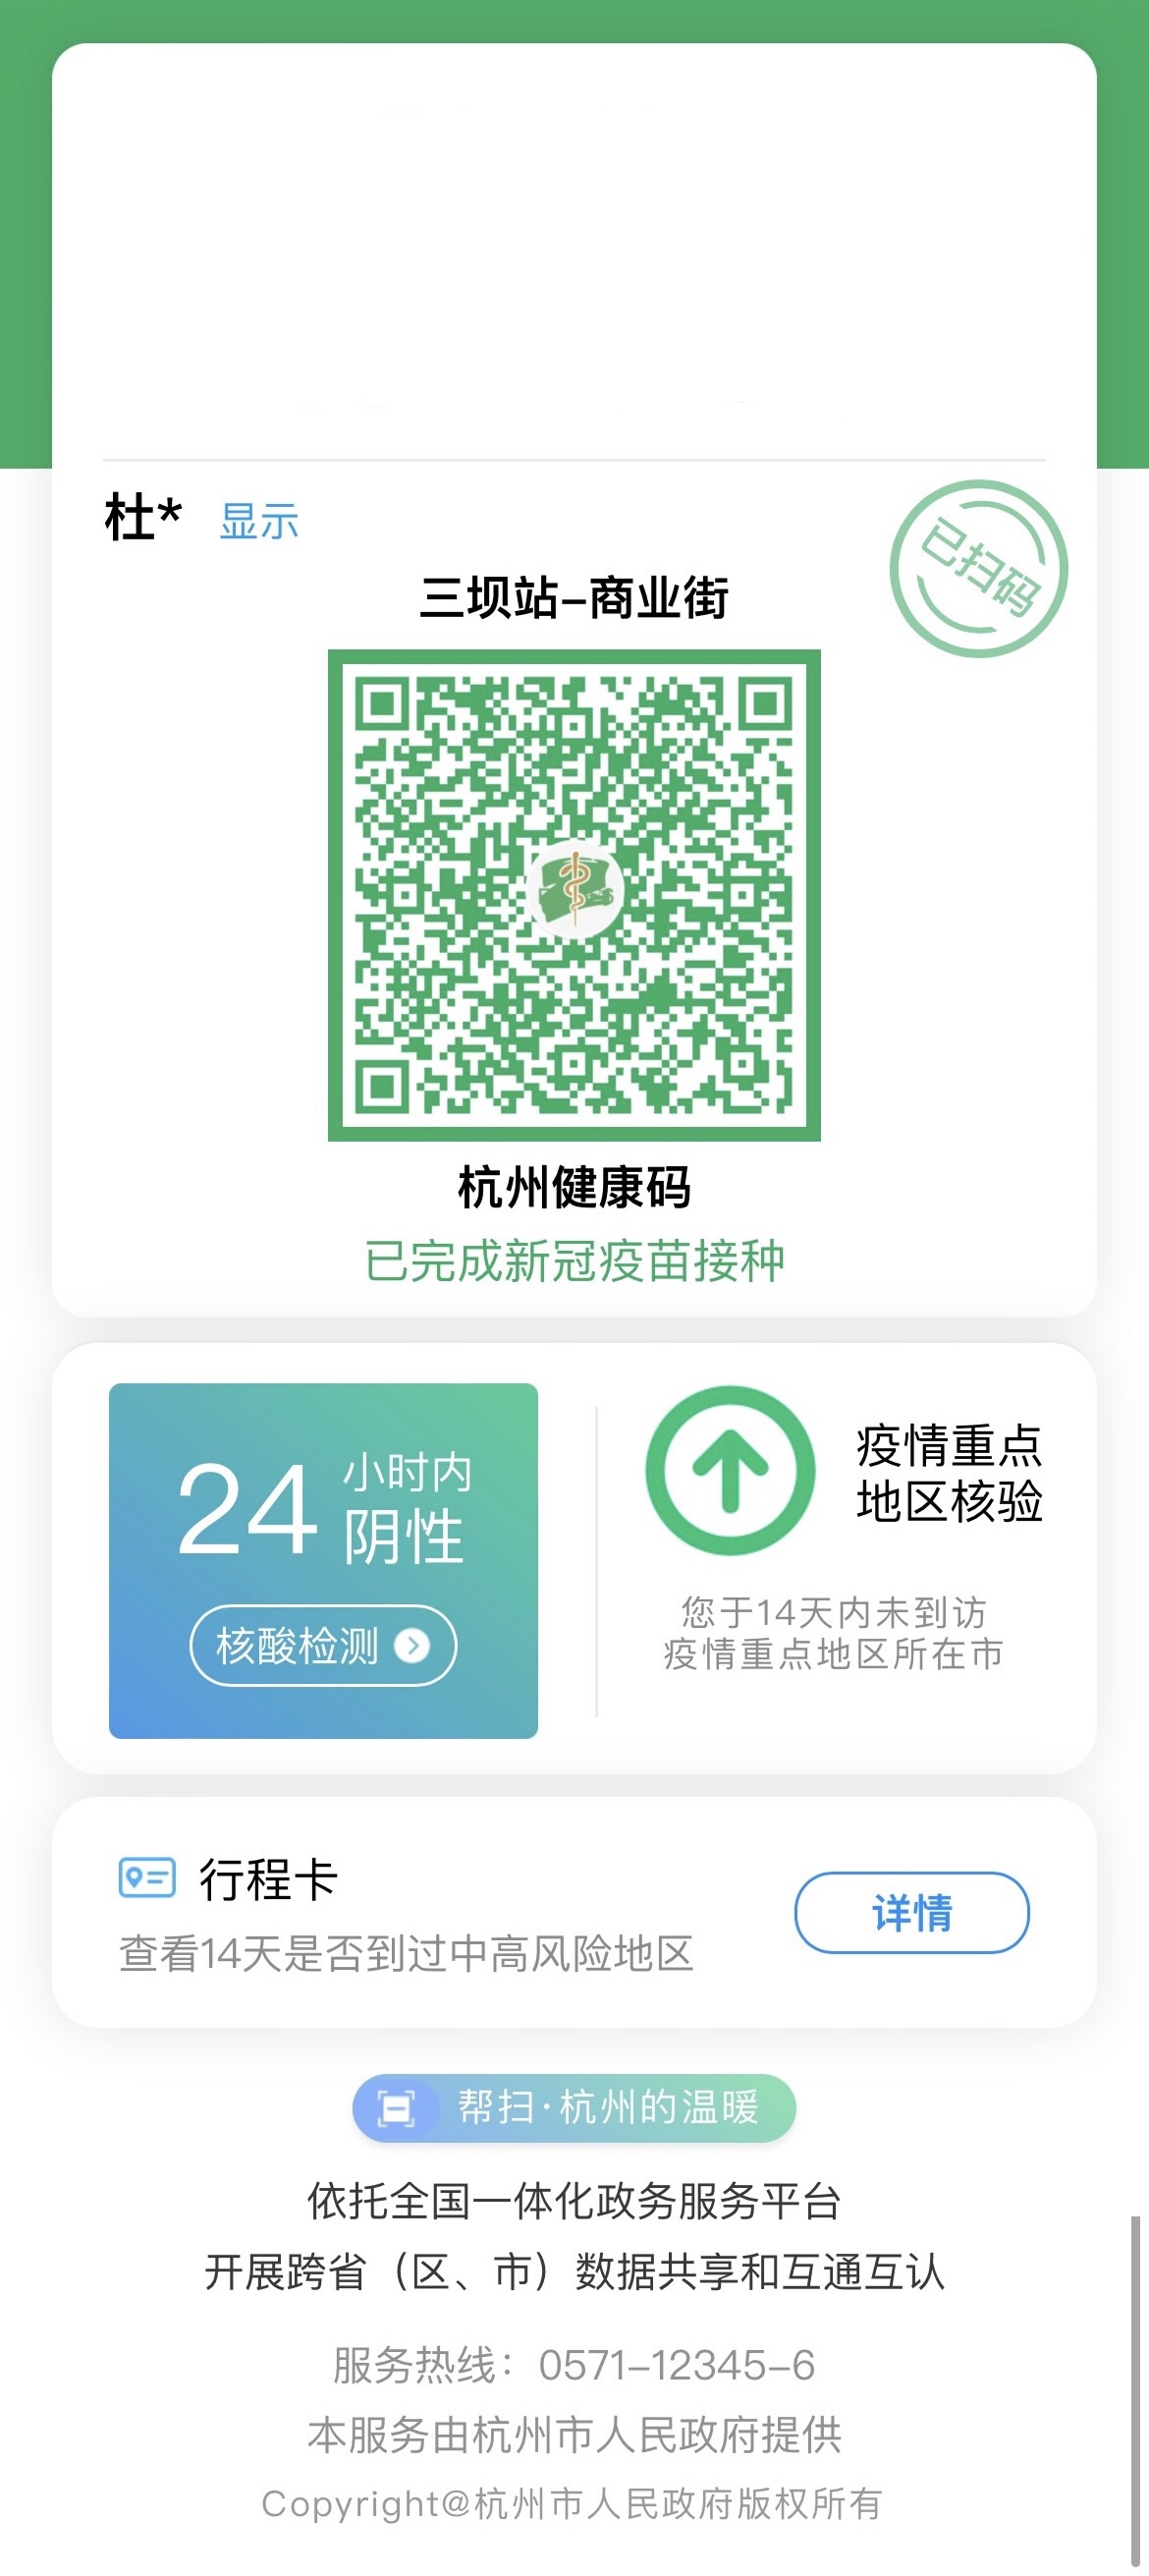 杜* 显示
已扫码
三坝站-商业街
杭州健康码
已完成新冠疫苗接种
24 小时内
阴性
核酸检测
疫情重点
地区核验
您于14天内未到访
疫情重点地区所在市
行程卡
查看14天是否到过中高风险地区
详情
帮扫·杭州的温暖
依托全国一体化政务服务平台
开展跨省（区、市）数据共享和互通互认
服务热线：0571-12345-6
本服务由杭州市人民政府提供
Copyright@杭州市人民政府版权所有